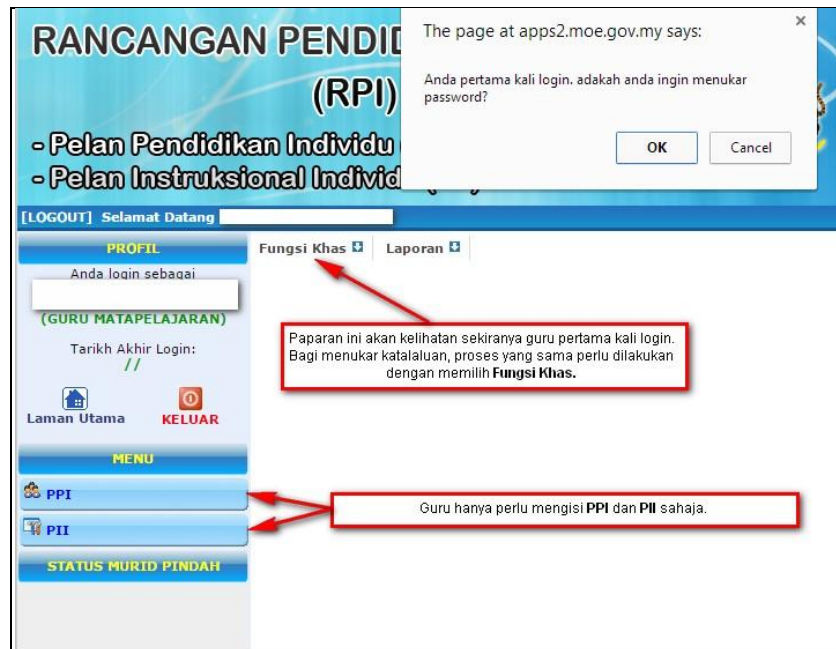 RANCANGAN PENDID
(RPI)
- Pelan Pendidikan Individu
- Pelan Instruksional Individ
The page at apps2.moe.gov.my says:
Anda pertama kali login. adakah anda ingin menukar
password?
OK
Cancel
[LOGOUT] Selamat Datang
PROFIL
Fungsi Khas
Laporan
Anda login sebagai
(GURU MATAPELAJARAN)
Tarikh Akhir Login:
//
Laman Utama
KELUAR
Paparan ini akan kelihatan sekiranya guru pertama kali login.
Bagi menukar katalaluan, proses yang sama perlu dilakukan
dengan memilih Fungsi Khas.
MENU
PPI
PII
Guru hanya perlu mengisi PPI dan PII sahaja.
STATUS MURID PINDAH